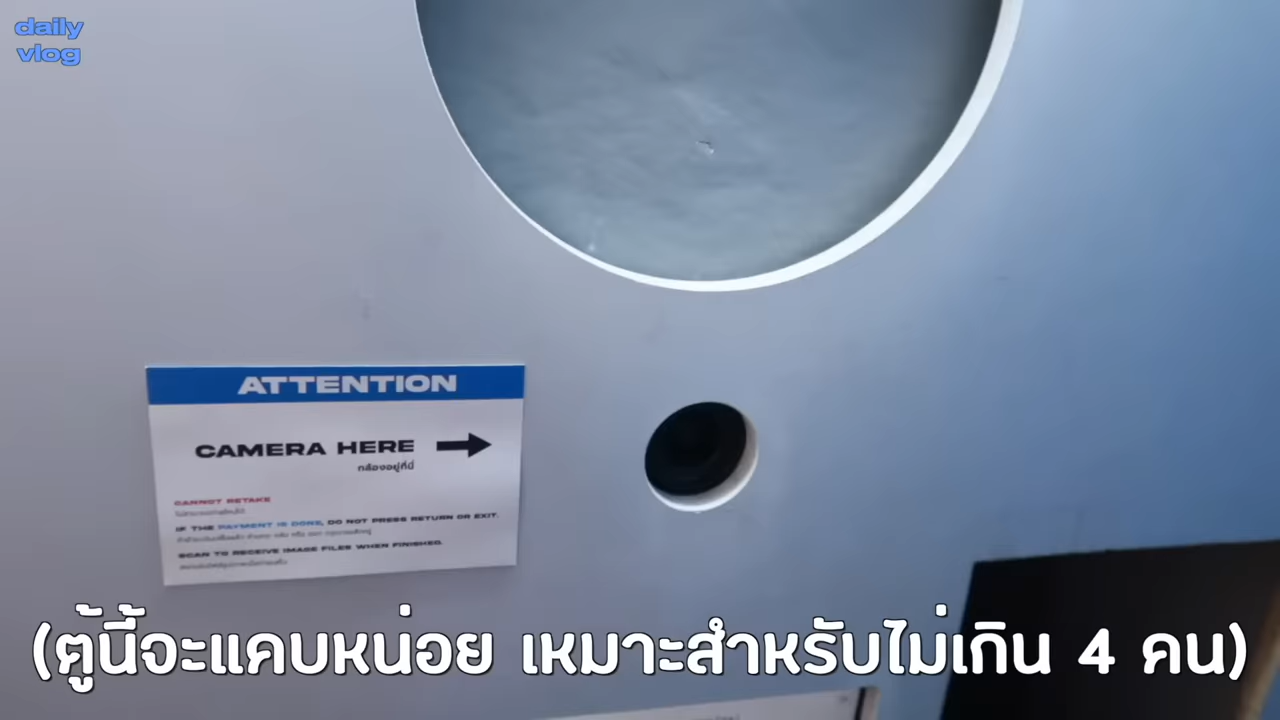 daily
vlog
ATTENTION
CAMERA HERE
กล้องอยู่ที่นี่
CANNOT RETAKE
IF THE PAYMENT IS DONE, DO NOT PRESS RETURN OR EXIT.
SCAN TO RECEIVE IMAGE FILES WHEN FINISHED.
(ตู้นี้จะแคบหน่อย เหมาะสำหรับไม่เกิน 4 คน)